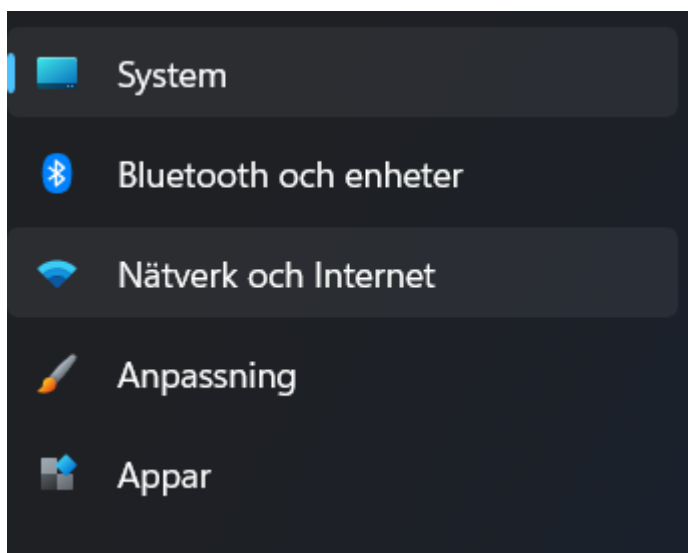 System
Bluetooth och enheter
Nätverk och Internet
Anpassning
Appar